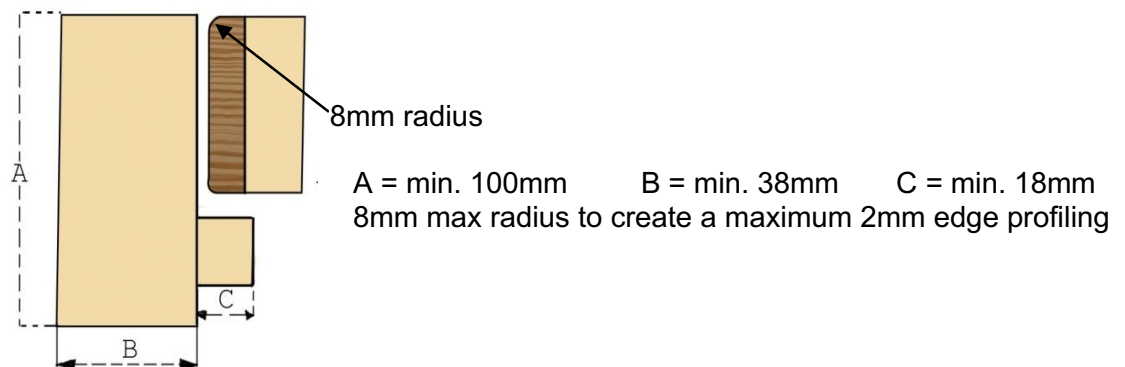 8mm radius
A
A = min. 100mm B = min. 38mm C = min. 18mm
8mm max radius to create a maximum 2mm edge profiling
C
B